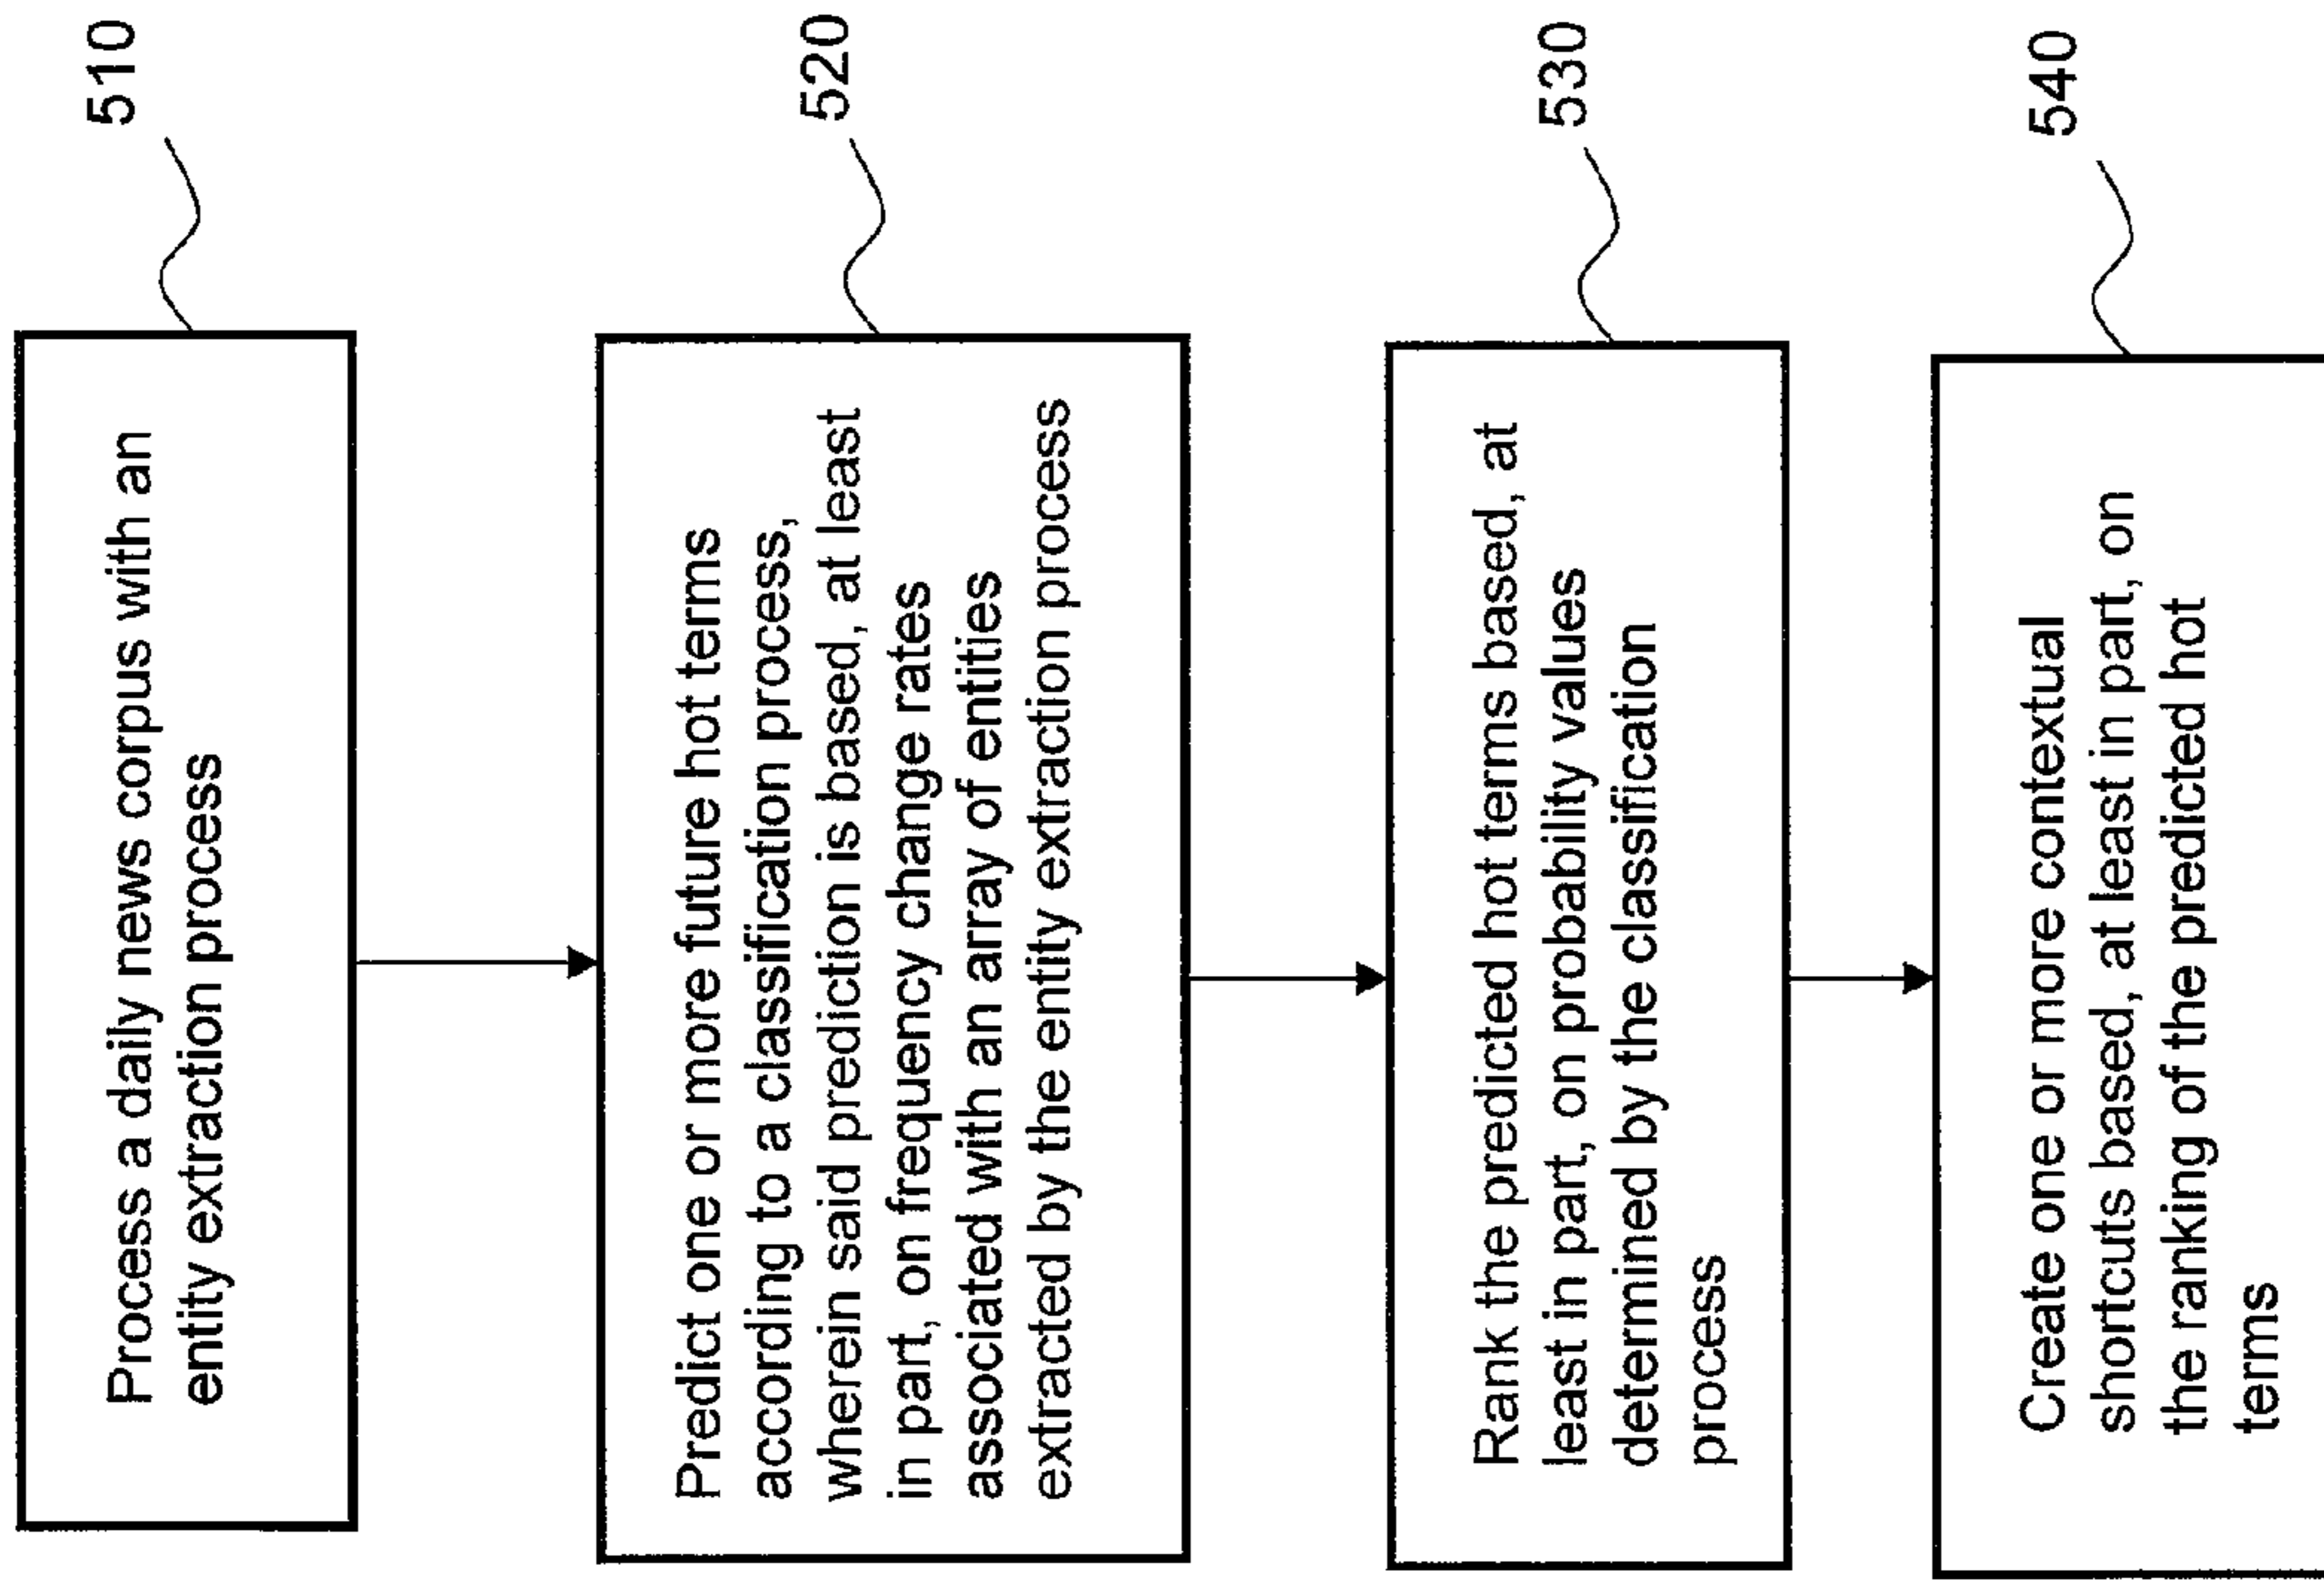 510
Process a daily news corpus with an
entity extraction process
520
Predict one or more future hot terms
according to a classification process,
wherein said prediction is based, at least
in part, on frequency change rates
associated with an array of entities
extracted by the entity extraction process
530
Rank the predicted hot terms based, at
least in part, on probability values
determined by the classification
process
540
Create one or more contextual
shortcuts based, at least in part, on
the ranking of the predicted hot
terms